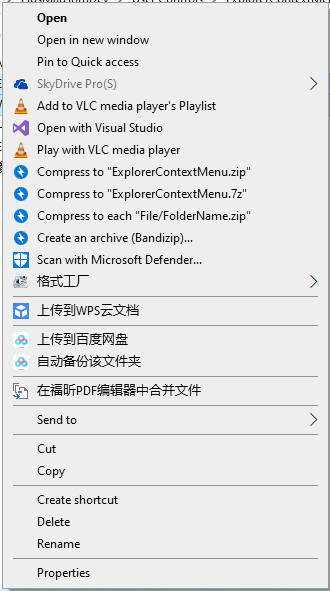 Open
Open in new window
Pin to Quick access
SkyDrive Pro(S)
Add to VLC media player's Playlist
Open with Visual Studio
Play with VLC media player
Compress to "ExplorerContextMenu.zip"
Compress to "ExplorerContextMenu.7z"
Compress to each "File/FolderName.zip"
Create an archive (Bandizip)...
Scan with Microsoft Defender...
格式工厂
上传到WPS云文档
上传到百度网盘
自动备份该文件夹
在福昕PDF编辑器中合并文件
Send to
Cut
Copy
Create shortcut
Delete
Rename
Properties